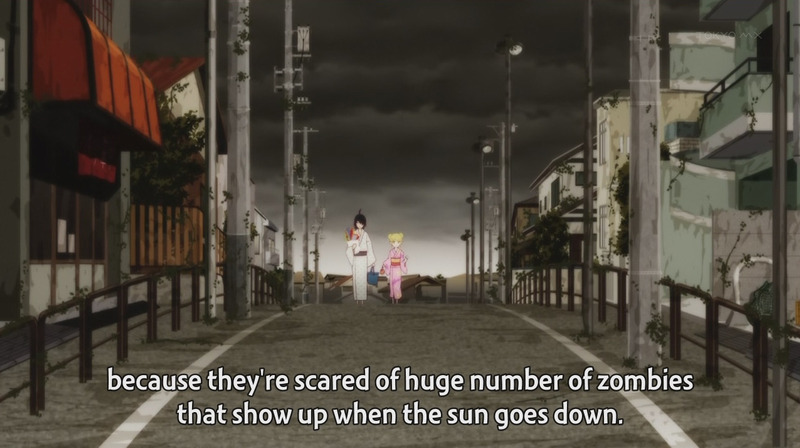 because they're scared of huge number of zombies
that show up when the sun goes down.